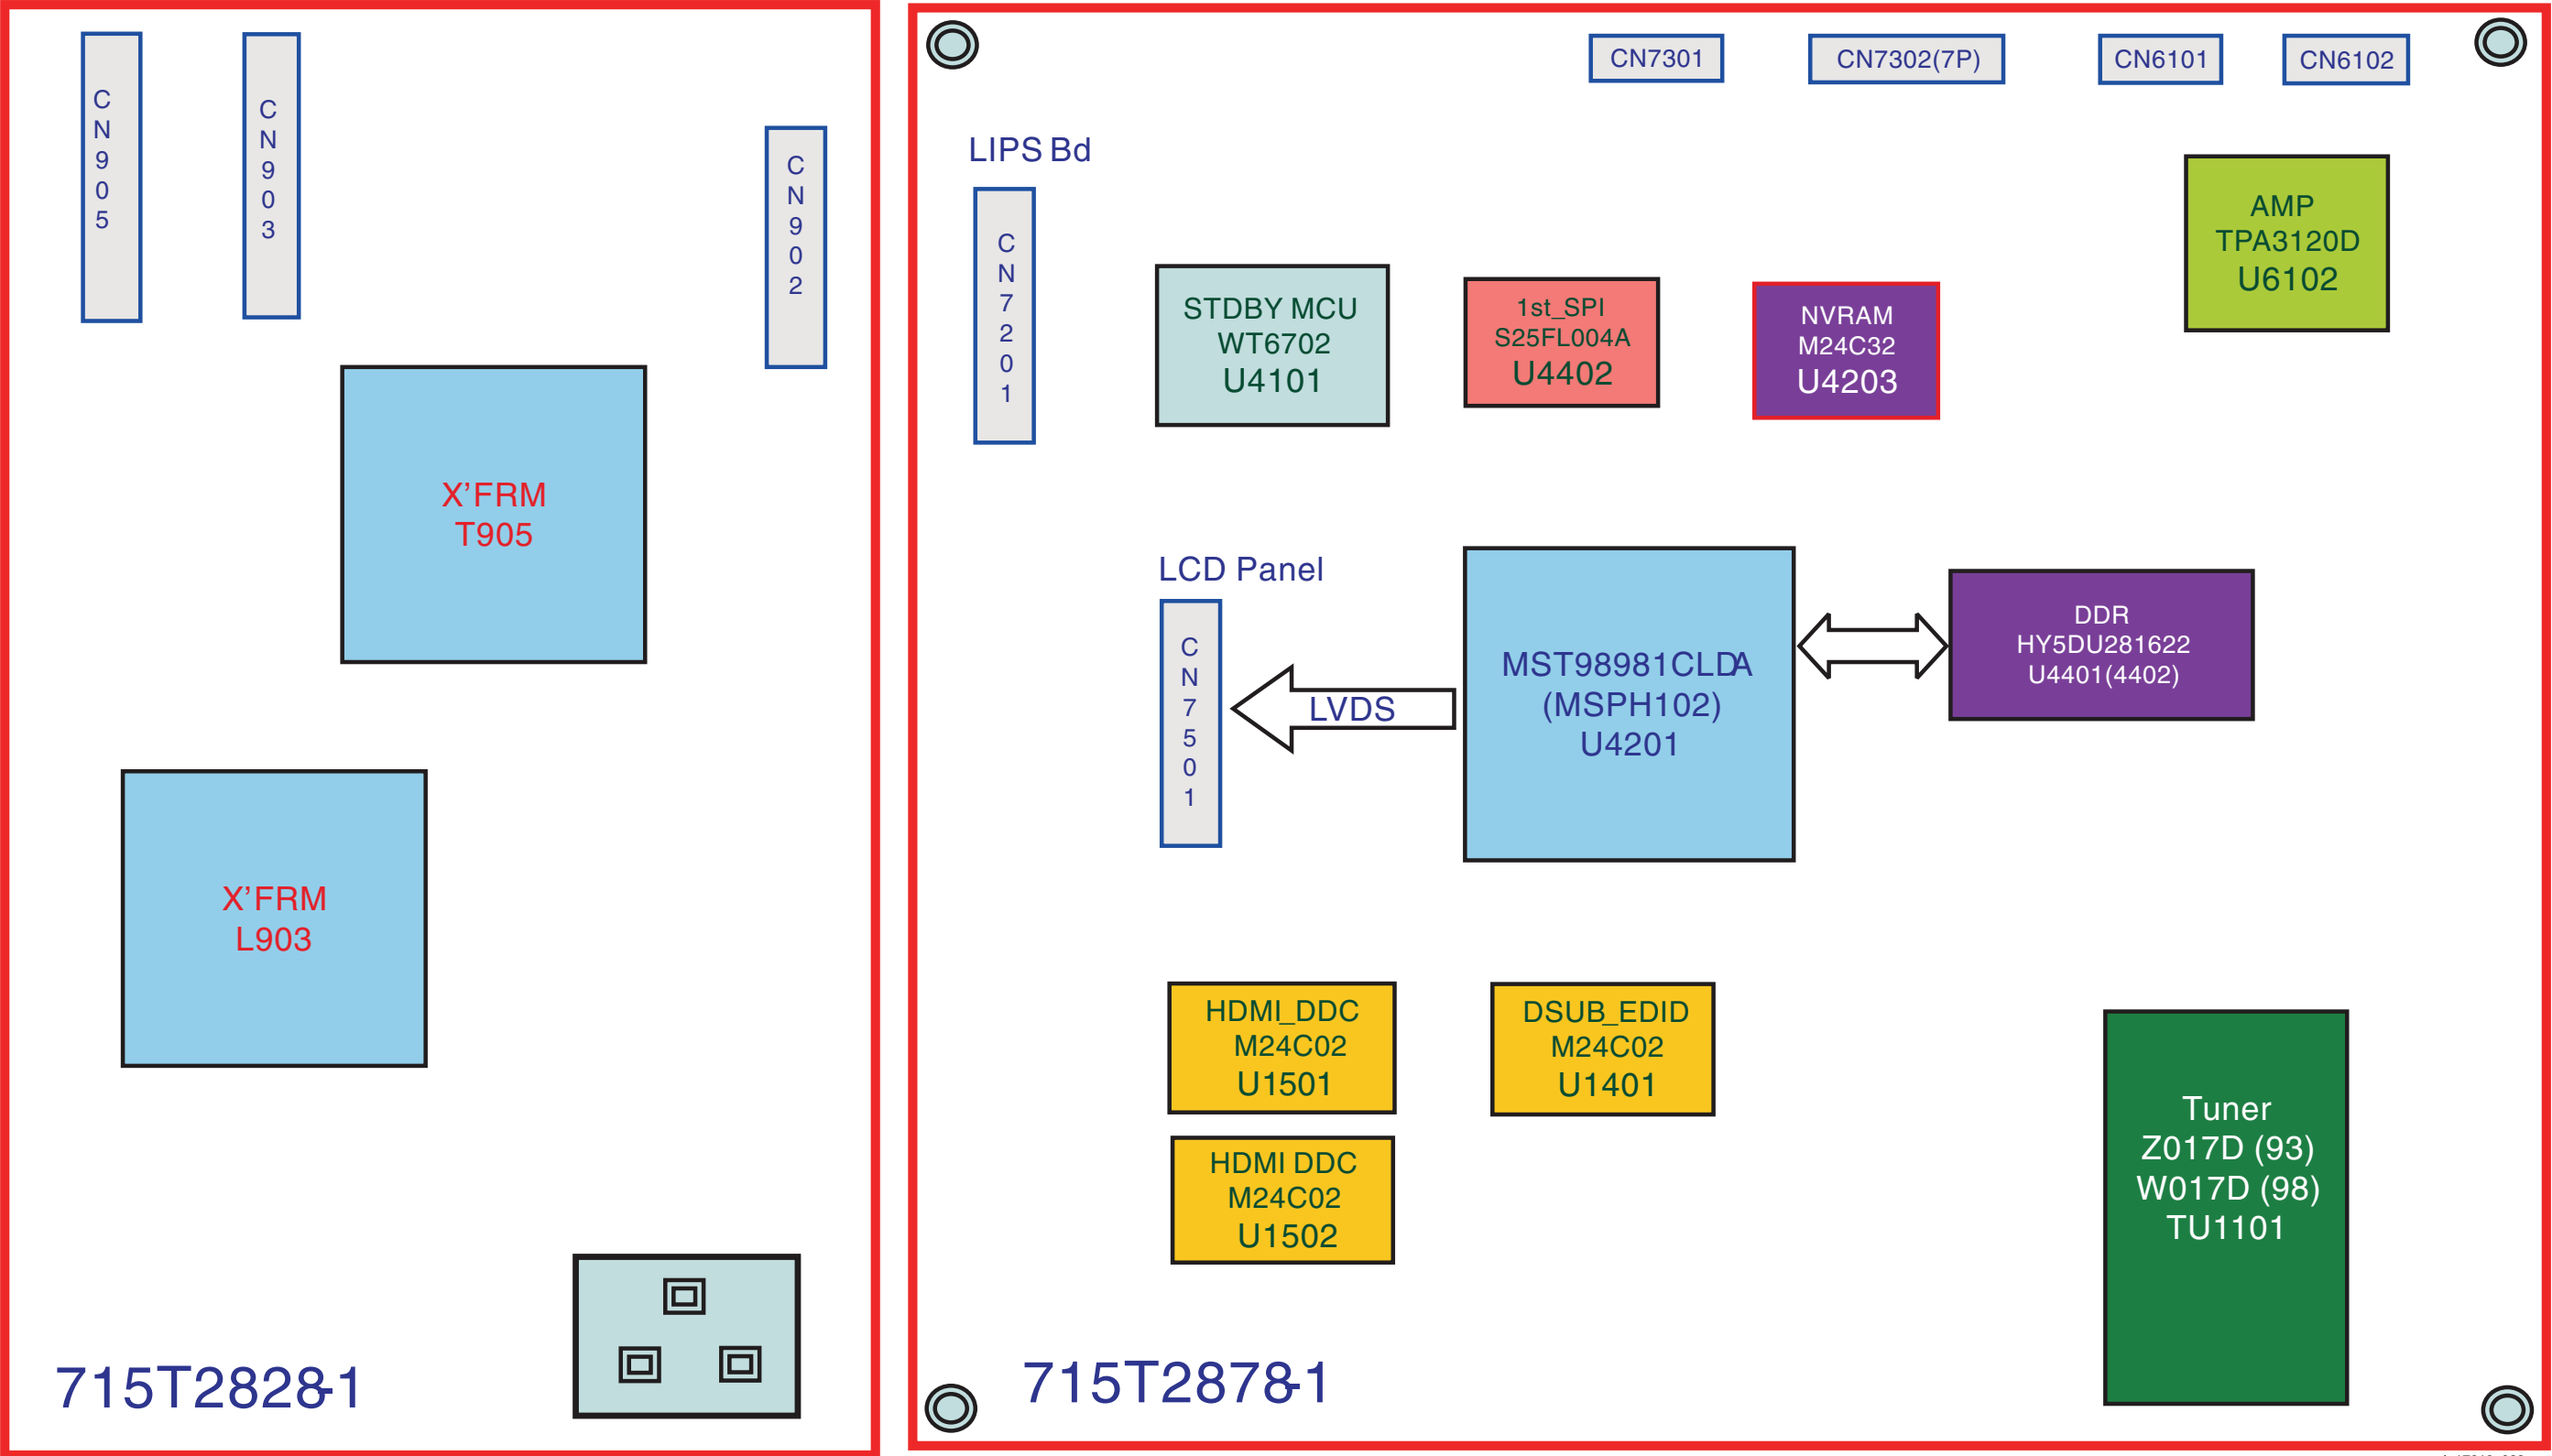 CN905
CN903
CN902
X’FRM
T905
X’FRM
L903
715T2828-1
CN7301
CN7302(7P)
CN6101
CN6102
LIPS Bd
CN7201
STDBY MCU
WT6702
U4101
1st_SPI
S25FL004A
U4402
NVRAM
M24C32
U4203
AMP
TPA3120D
U6102
LCD Panel
CN7501
LVDS
MST98981CLDA
(MSPH102)
U4201
DDR
HY5DU281622
U4401(4402)
HDMI_DDC
M24C02
U1501
DSUB_EDID
M24C02
U1401
HDMI DDC
M24C02
U1502
Tuner
Z017D (93)
W017D (98)
TU1101
715T2878-1